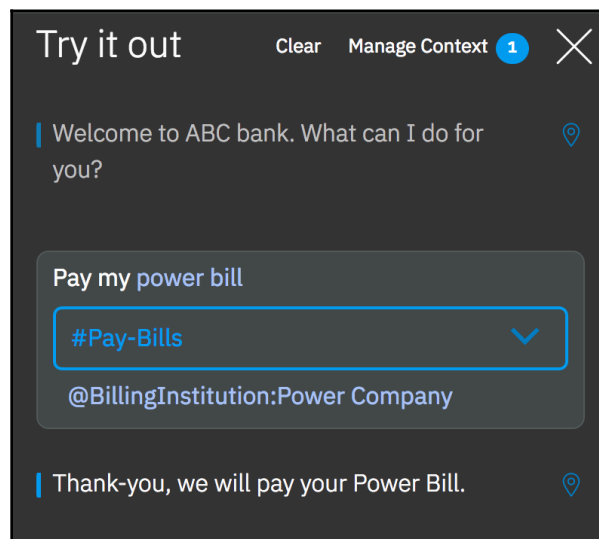 Try it out Clear Manage Context 1
Welcome to ABC bank. What can I do for
you?
Pay my power bill
#Pay-Bills
@BillingInstitution:Power Company
Thank-you, we will pay your Power Bill.